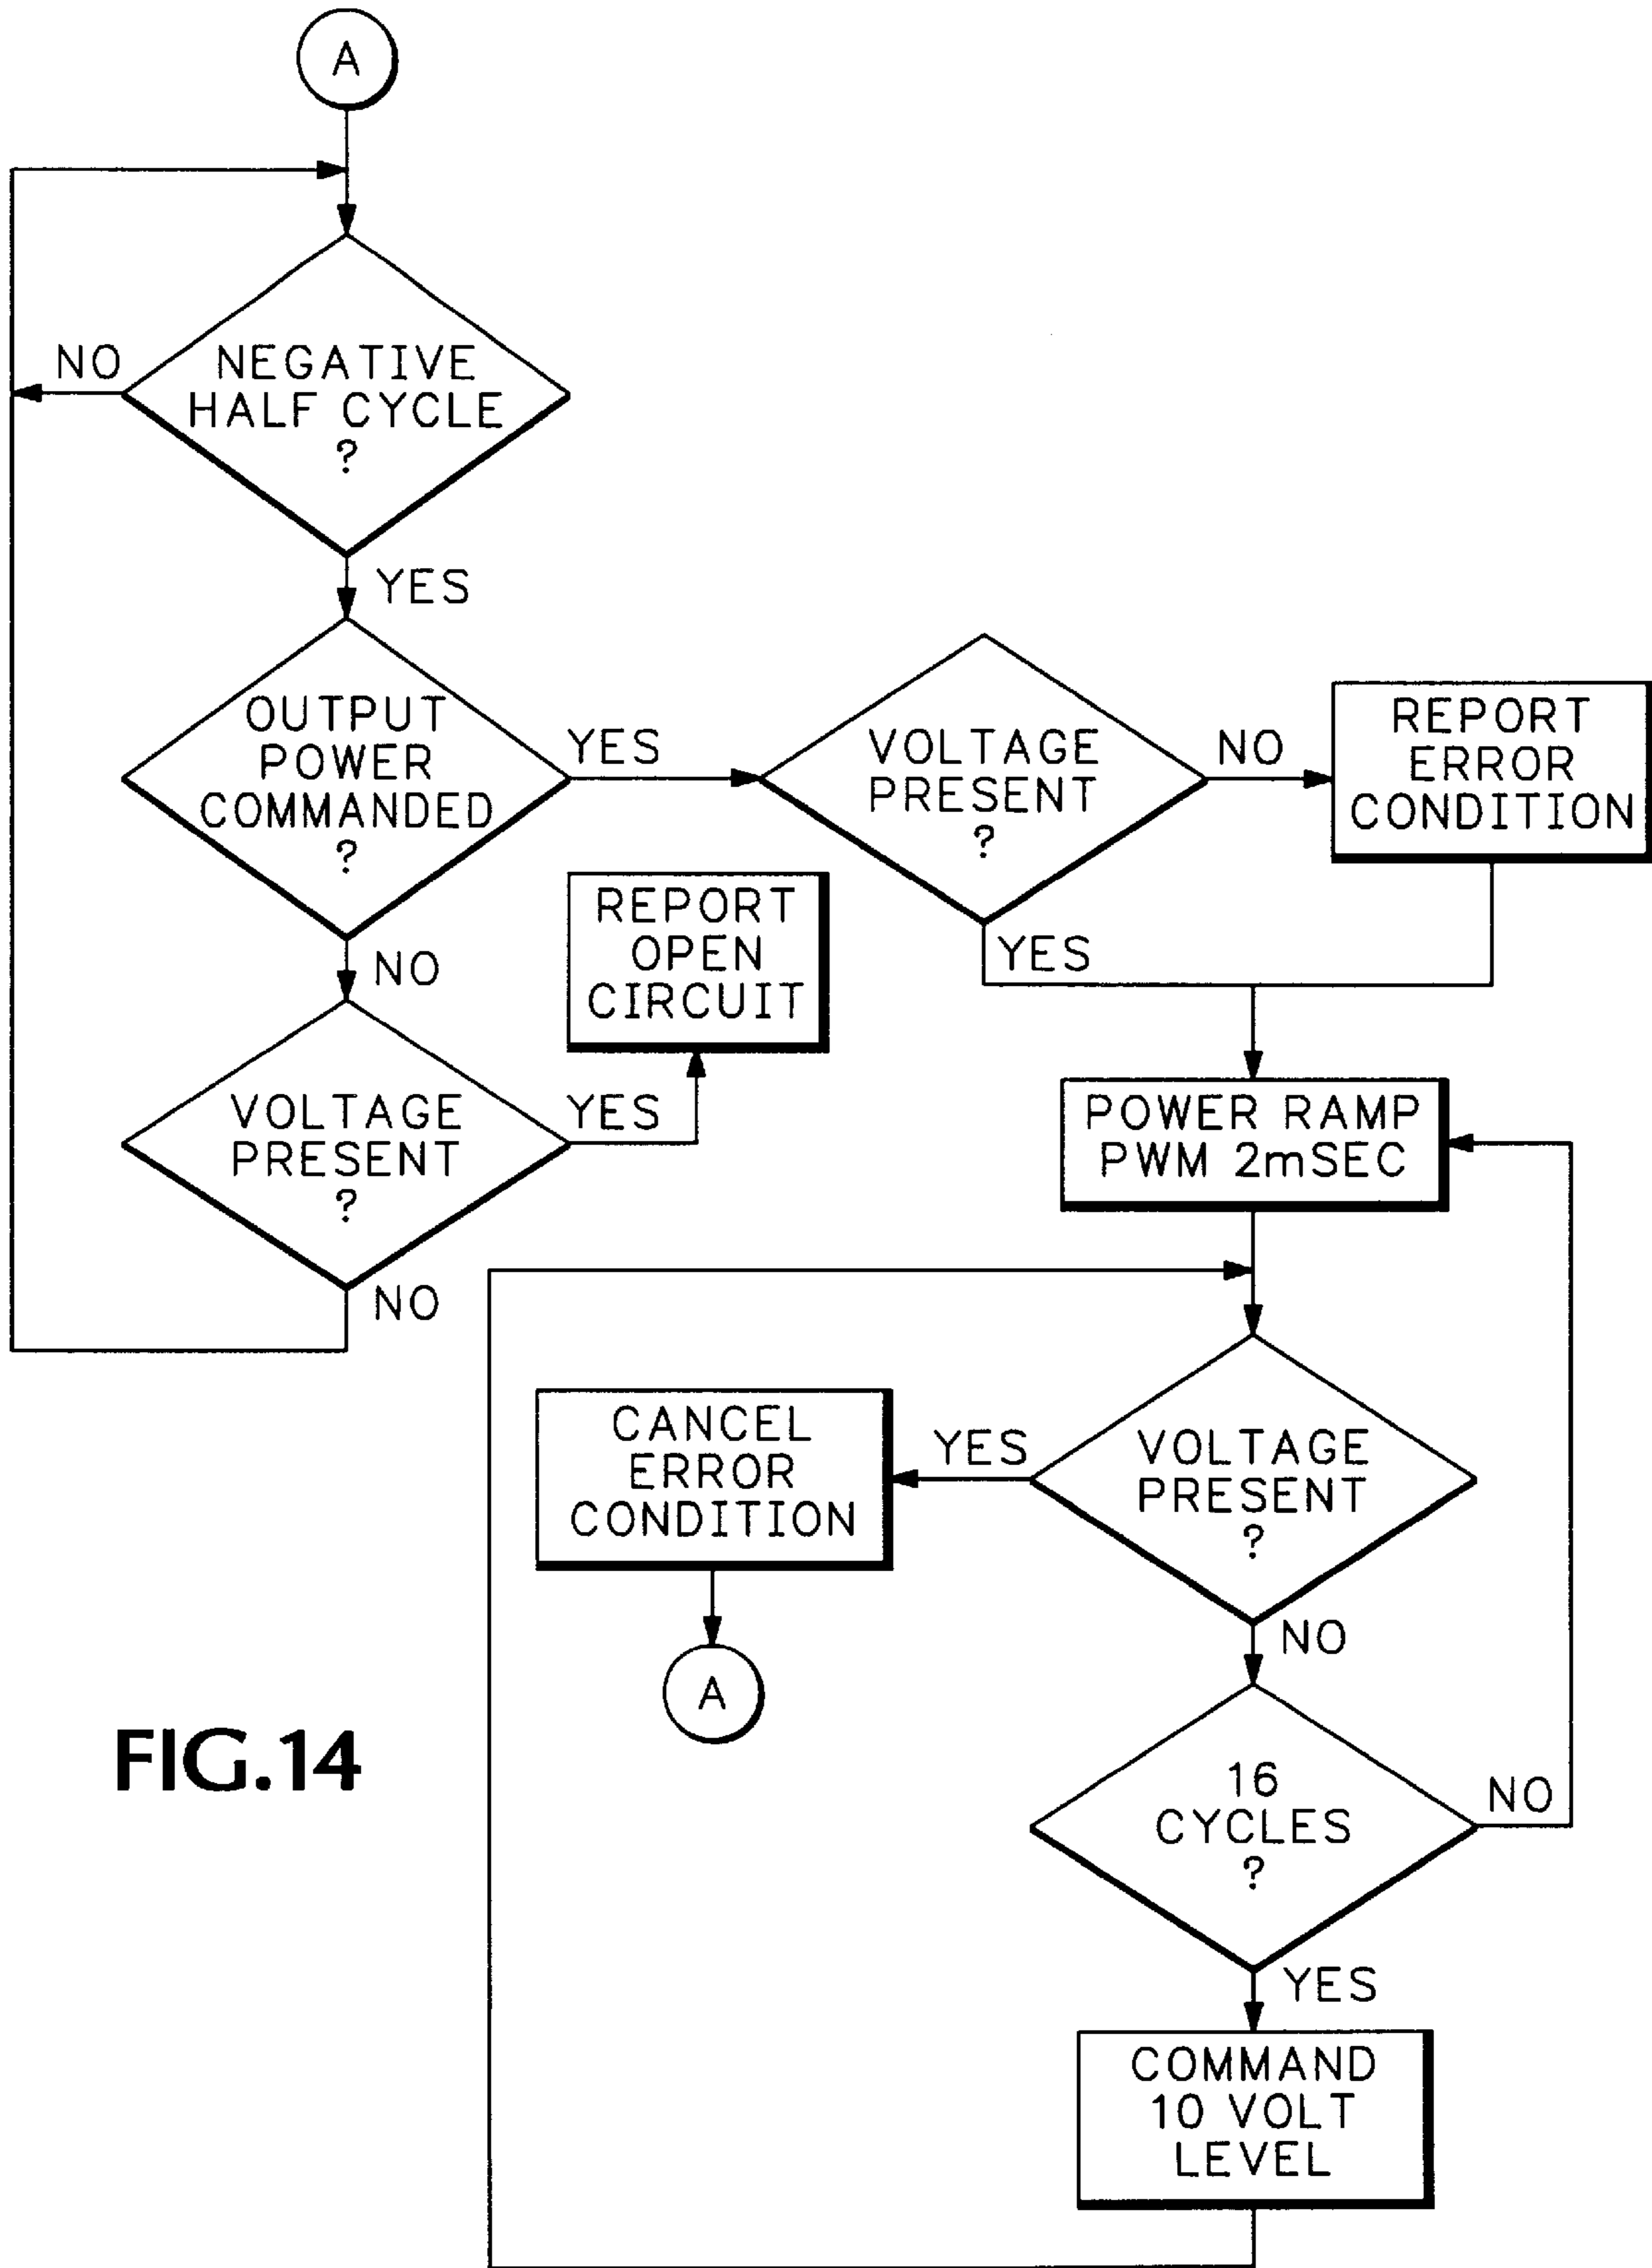 A
NO
NEGATIVE
HALF CYCLE
?
YES
OUTPUT
POWER
COMMANDED
?
YES
VOLTAGE
PRESENT
?
NO
REPORT
ERROR
CONDITION
YES
NO
REPORT
OPEN
CIRCUIT
VOLTAGE
PRESENT
?
YES
NO
POWER RAMP
PWM 2mSEC
VOLTAGE
PRESENT
?
YES
CANCEL
ERROR
CONDITION
A
NO
16
CYCLES
?
NO
YES
COMMAND
10 VOLT
LEVEL
FIG.14